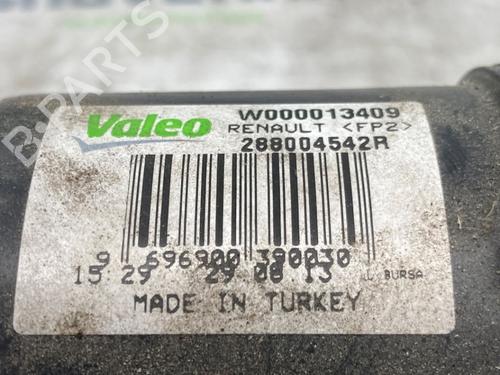 Valeo
W000013409
RENAULT <FP2>
288004542R
9 696900 390030
15 29 29 08 13 BURSA
MADE IN TURKEY
B-PARTS